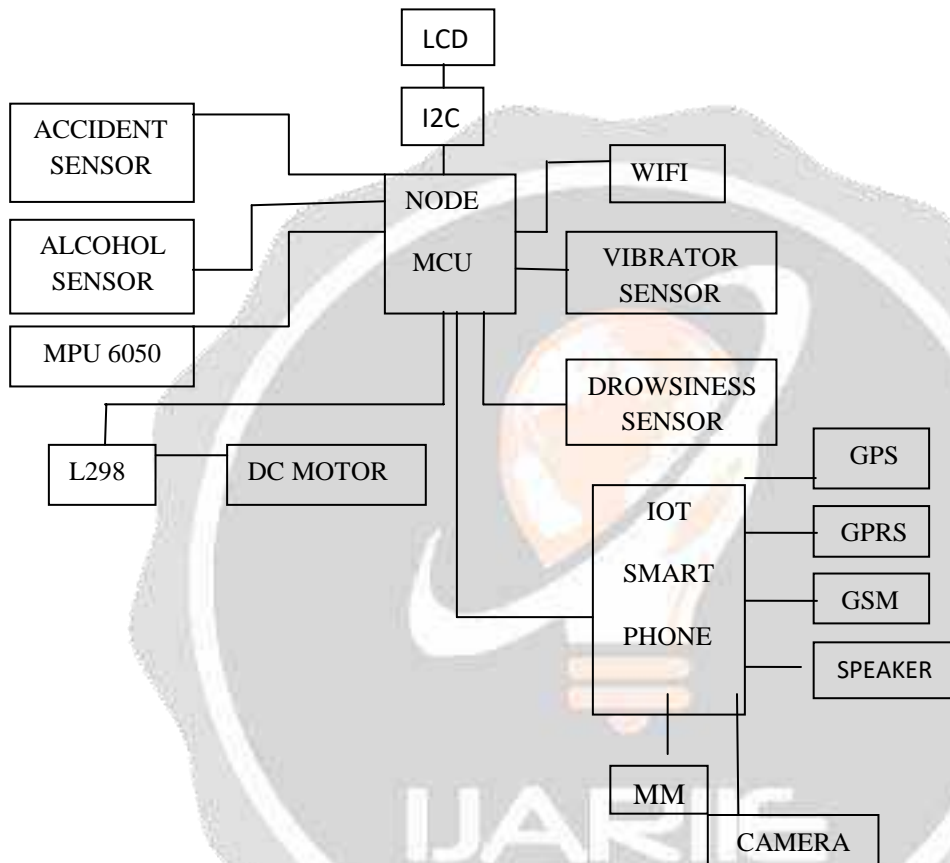 LCD
I2C
ACCIDENT
SENSOR
WIFI
NODE
MCU
ALCOHOL
SENSOR
VIBRATOR
SENSOR
MPU 6050
DROWSINESS
SENSOR
L298
DC MOTOR
GPS
IOT
SMART
PHONE
GPRS
GSM
SPEAKER
MM
CAMERA
IJARIIE